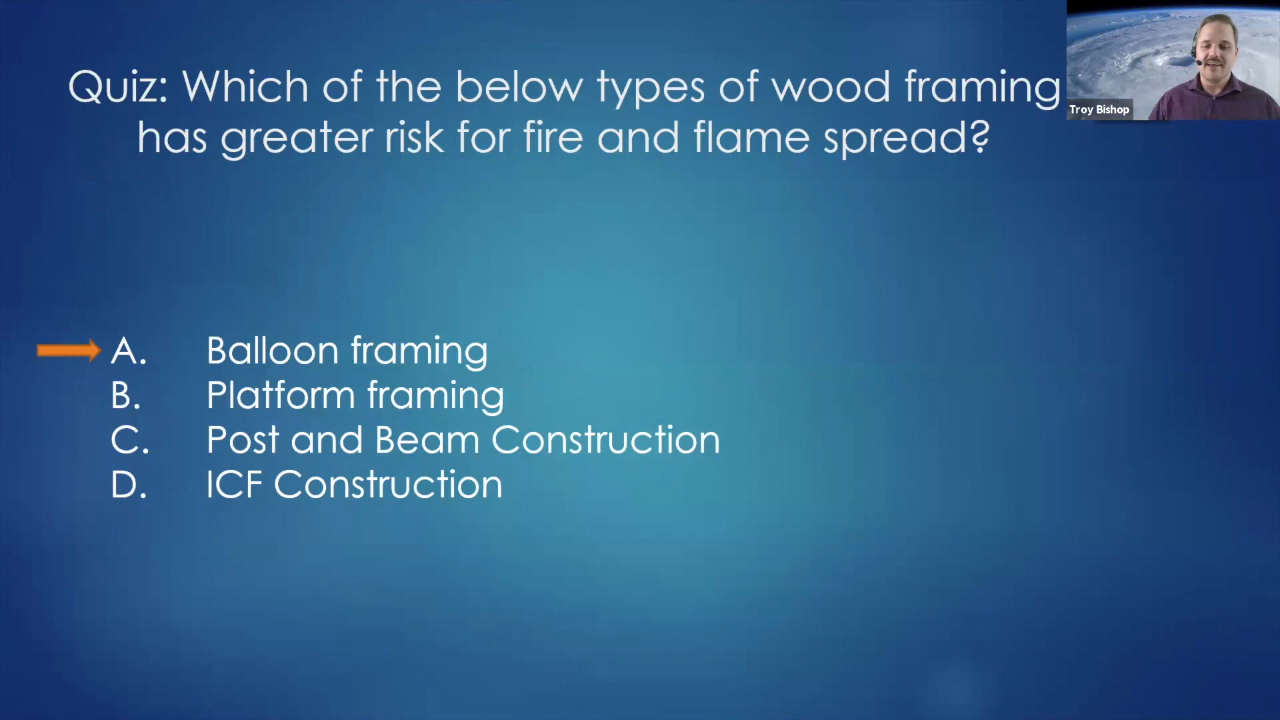 Quiz: Which of the below types of wood framing
has greater risk for fire and flame spread?
Troy Bishop
A. Balloon framing
B. Platform framing
C. Post and Beam Construction
D. ICF Construction